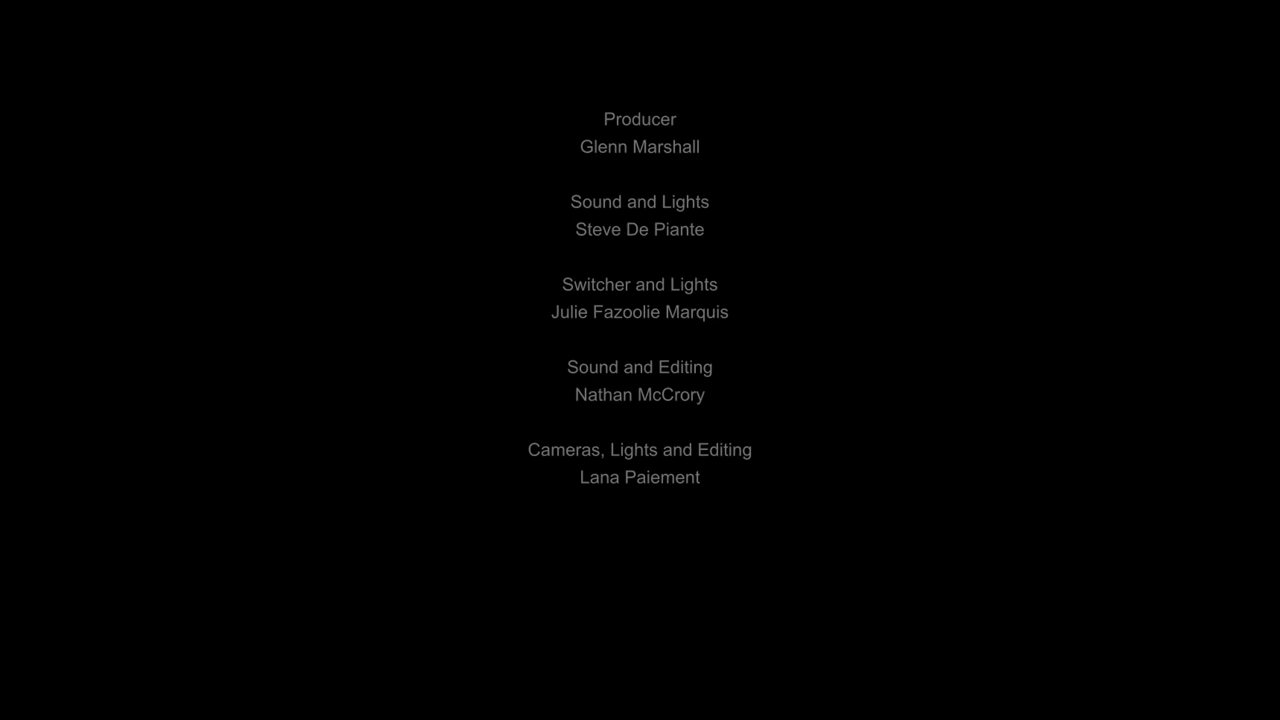 Producer
Glenn Marshall
Sound and Lights
Steve De Piante
Switcher and Lights
Julie Fazoolie Marquis
Sound and Editing
Nathan McCrory
Cameras, Lights and Editing
Lana Paiement